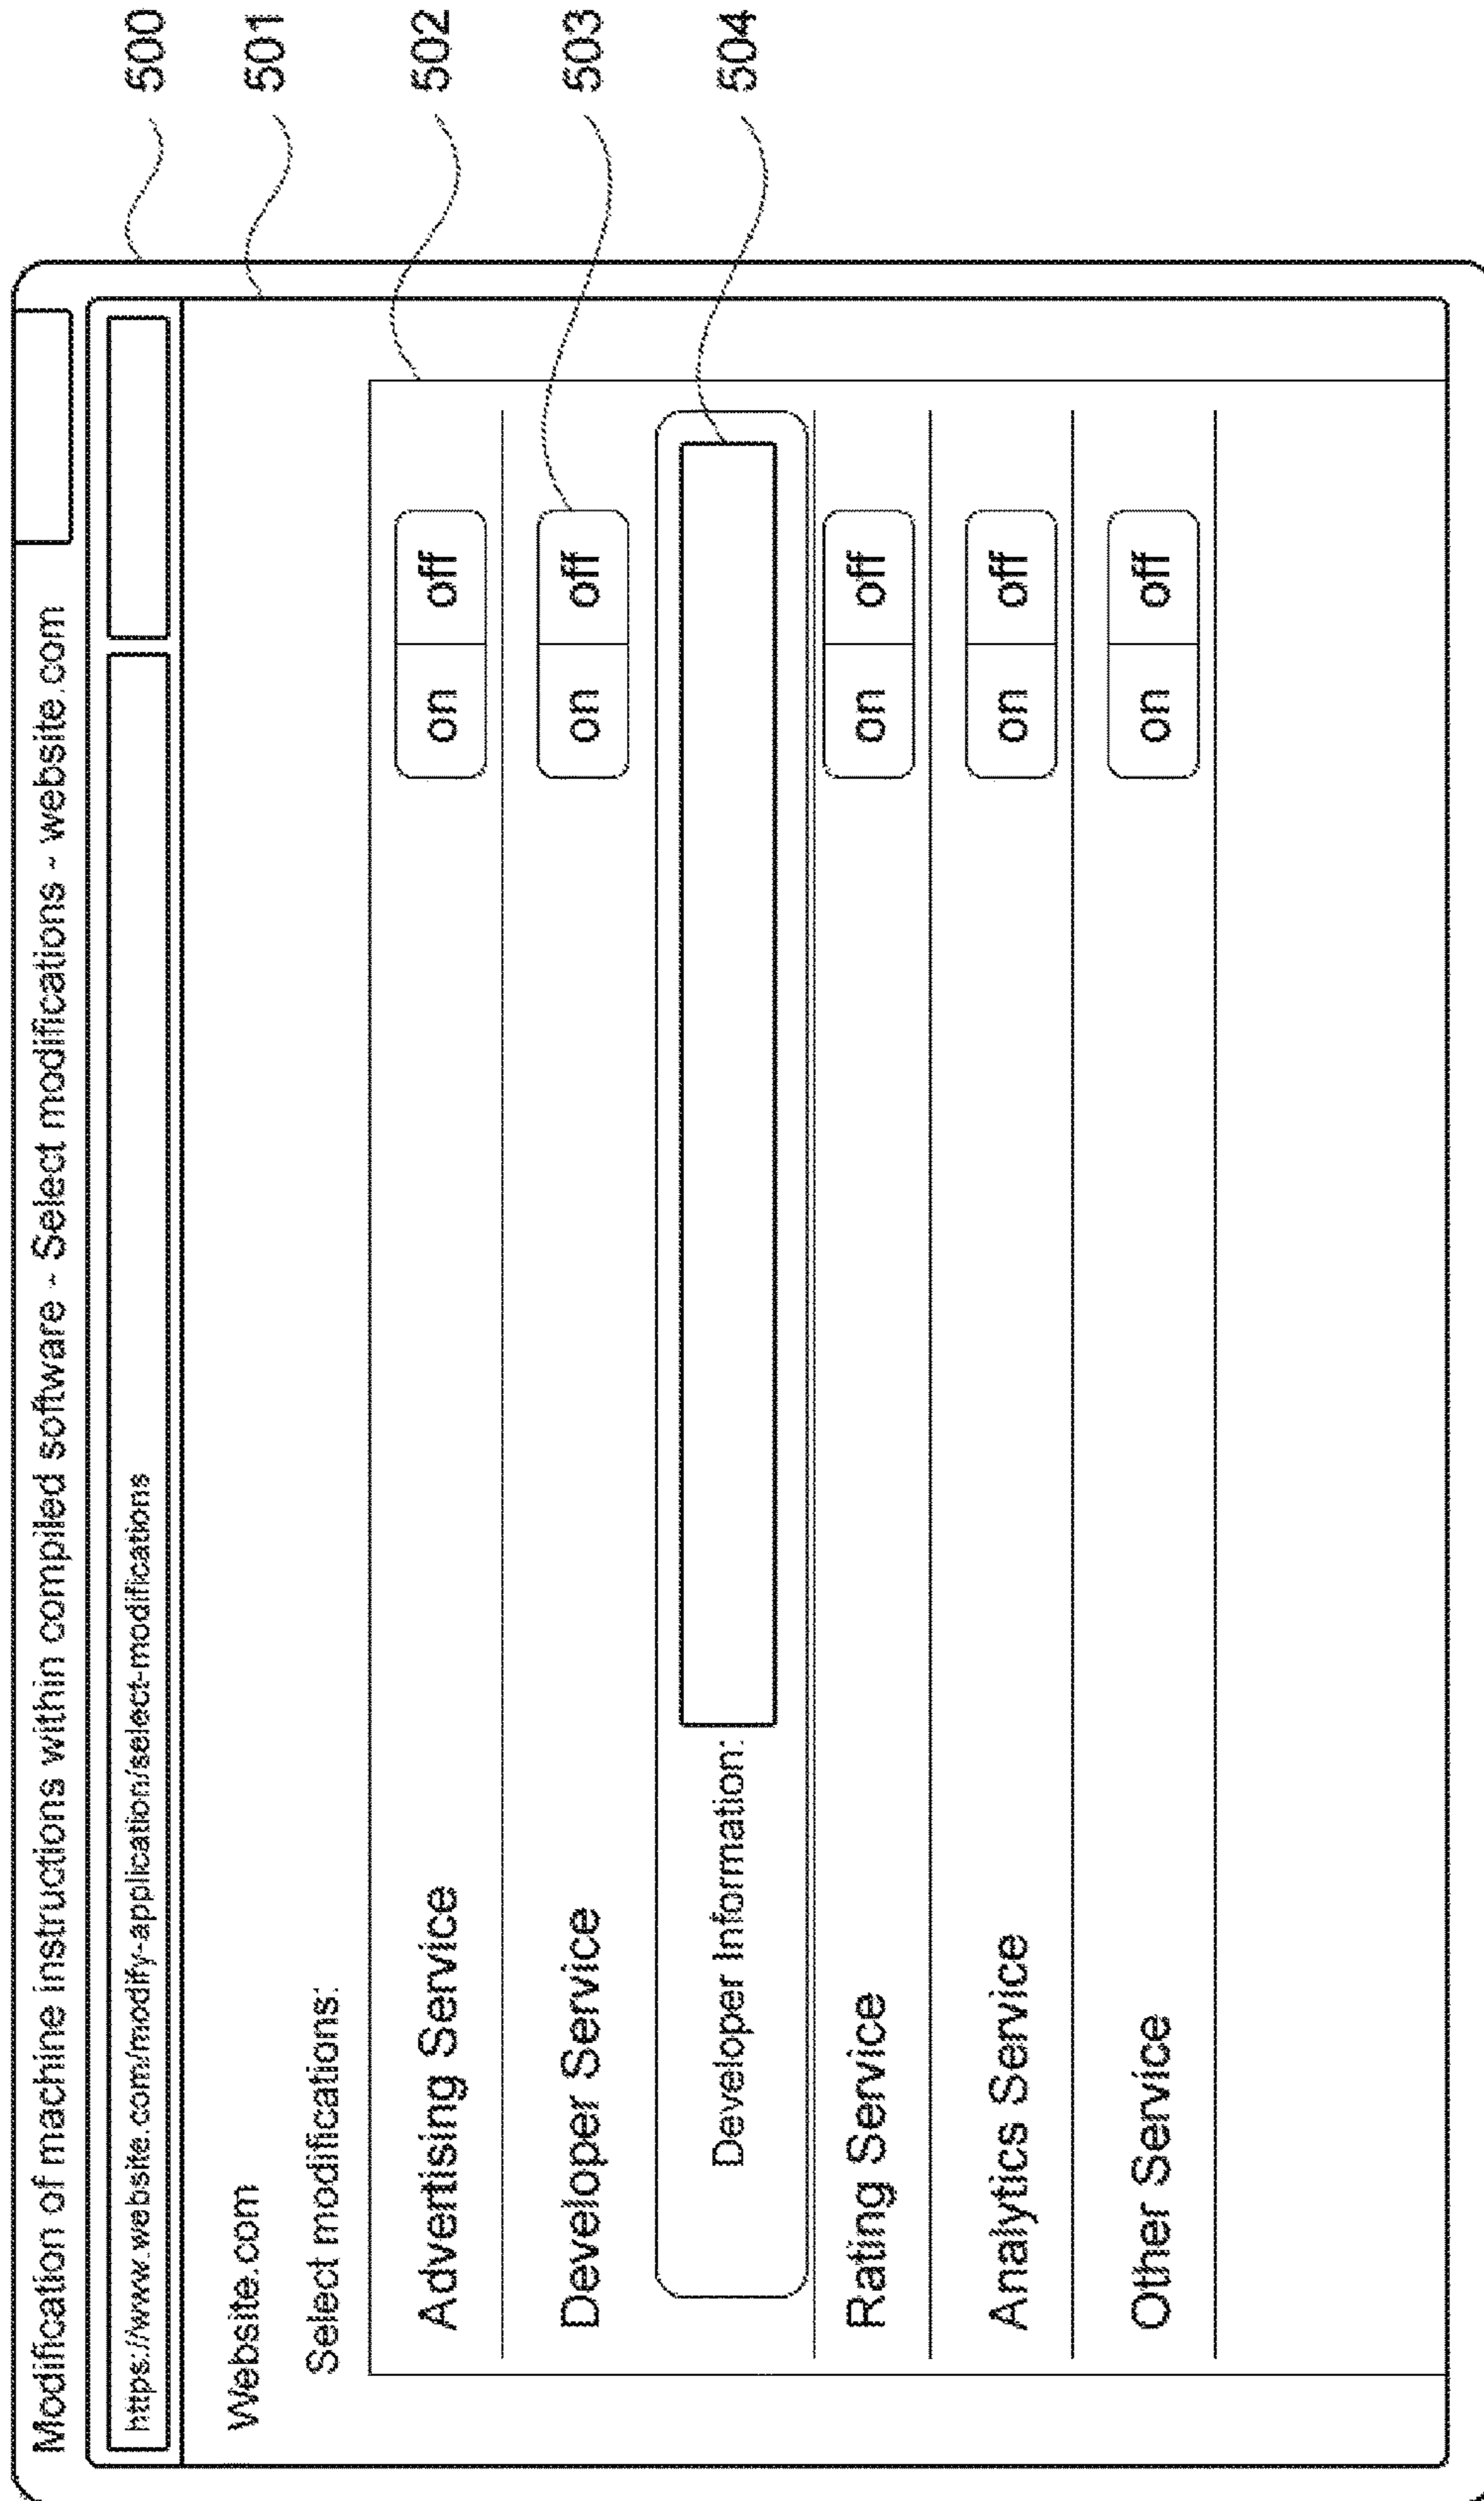 Modification of machine instructions within compiled software - Select modifications - website.com
https://www.website.com/modify-application/select-modifications
Website.com
Select modifications:
Advertising Service on off
Developer Service on off
Developer Information:
Rating Service on off
Analytics Service on off
Other Service on off
500
501
502
503
504